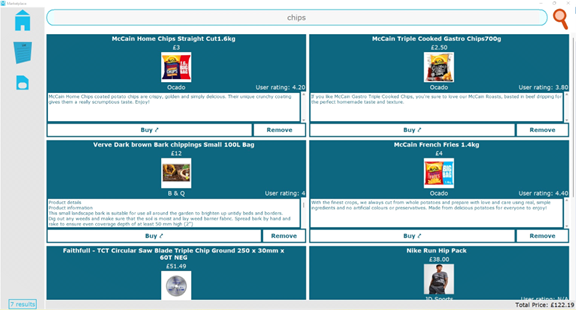 chips
McCain Home Chips Straight Cut1.6kg
£3
Ocado
User rating: 4.20
McCain Home Chips coated potato chips are crispy, golden and simply delicious. Their unique crunchy coating
gives them a really scrumptious taste. Enjoy!
Buy
Remove
McCain Triple Cooked Gastro Chips700g
£2.50
Ocado
User rating: 3.80
If you like McCain Gastro Triple Cooked Chips, you're sure to love our McCain Roasts, basted in beef dripping for
the perfect homemade taste and texture.
Buy
Remove
Verve Dark brown Bark chippings Small 100L Bag
£12
B & Q
User rating: 4
Product details
Product information
This small landscape bark is suitable for use all around the garden to brighten up untidy beds and borders.
Dig out any weeds and make sure that the soil is moist and lay weed barrier fabric. Spread bark by hand and
rake to ensure even coverage depth of at least 50 mm high (2")
Buy
Remove
McCain French Fries 1.4kg
£4
Ocado
User rating: 4.40
With the finest crops, we always cut from whole potatoes and prepare with love and care using real, simple
ingredients and no artificial colours or preservatives. Made from delicious potatoes for everyone to enjoy!
Buy
Remove
Faithfull - TCT Circular Saw Blade Triple Chip Ground 250 x 30mm x
60T NEG
£51.49
Nike Run Hip Pack
£38.00
JD Sports
User rating: N/A
7 results
Total Price: £122.19